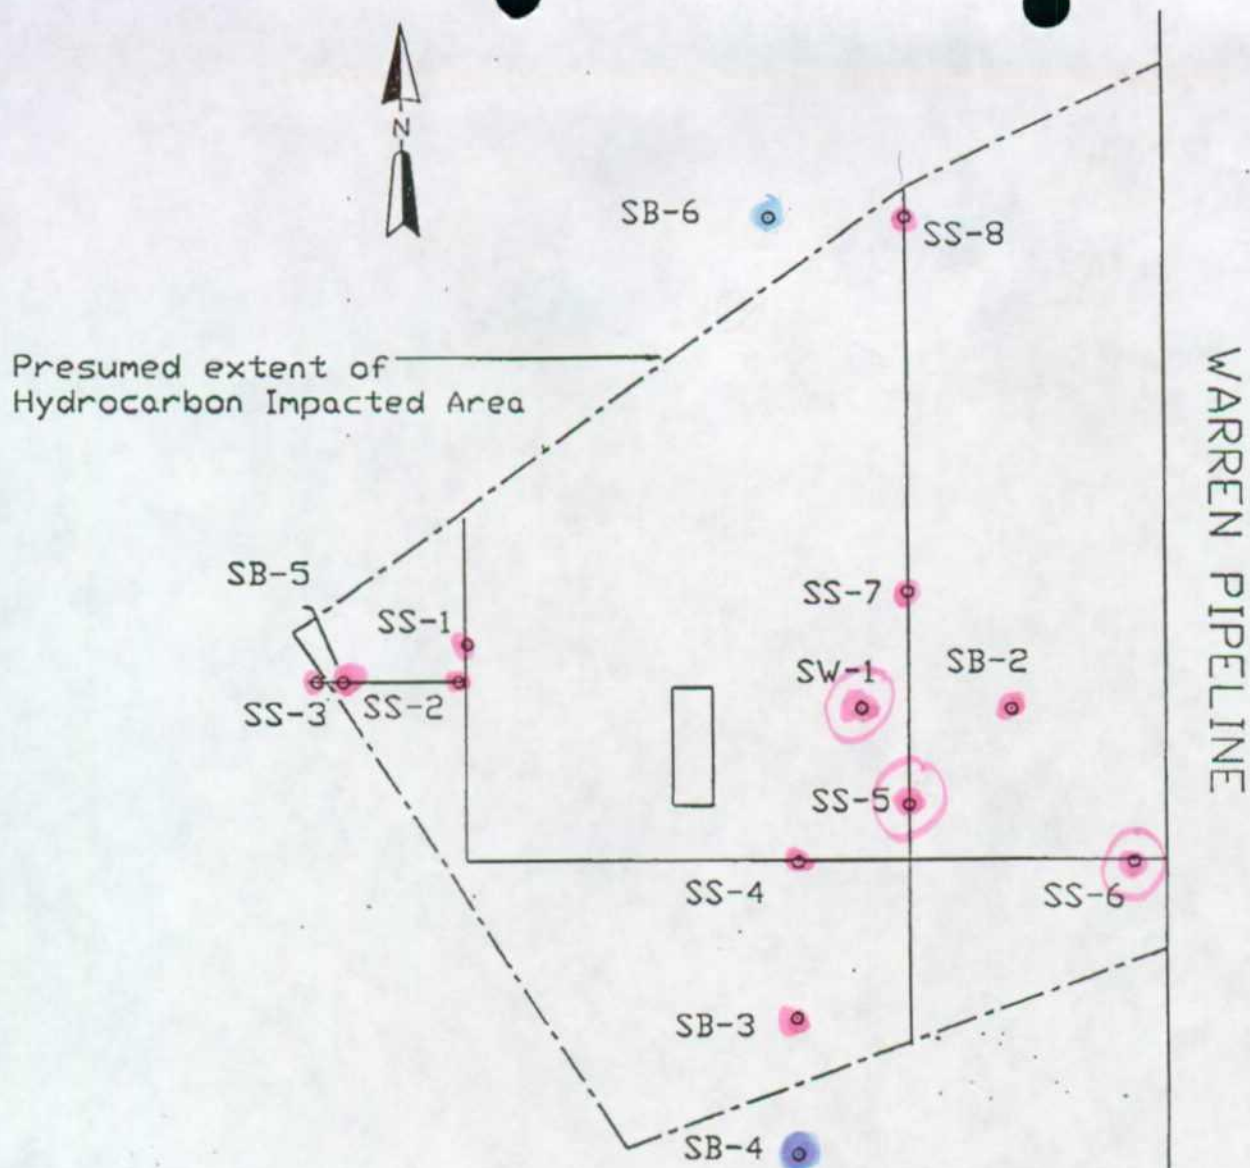 N
SB-6
SS-8
Presumed extent of
Hydrocarbon Impacted Area
WARREN PIPELINE
SB-5
SS-1
SS-7
SW-1
SB-2
SS-3
SS-2
SS-5
SS-4
SS-6
SB-3
SB-4